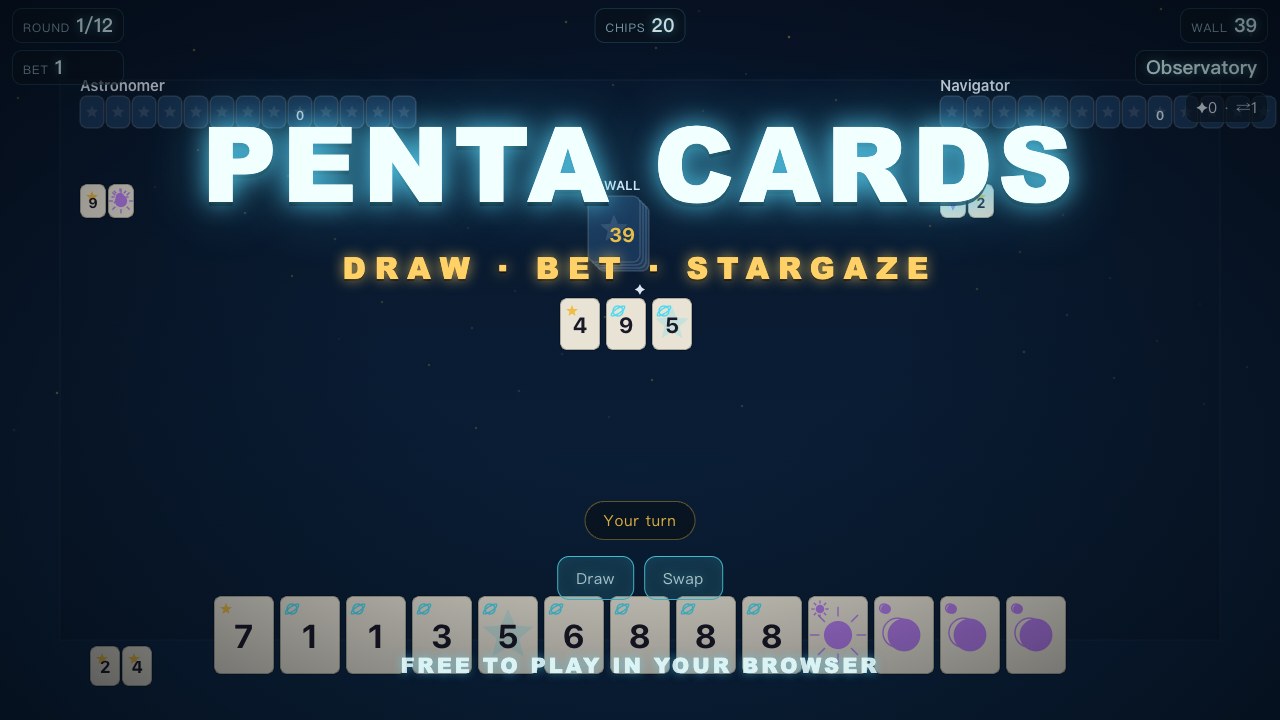 ROUND 1/12
CHIPS 20
WALL 39
BET 1
Observatory
Astronomer
Navigator
0
0
✦0 · ⇄1
PENTA CARDS
WALL
9
2
39
DRAW · BET · STARGAZE
4 9 5
Your turn
Draw Swap
7 1 1 3 5 6 8 8 8
FREE TO PLAY IN YOUR BROWSER
2 4